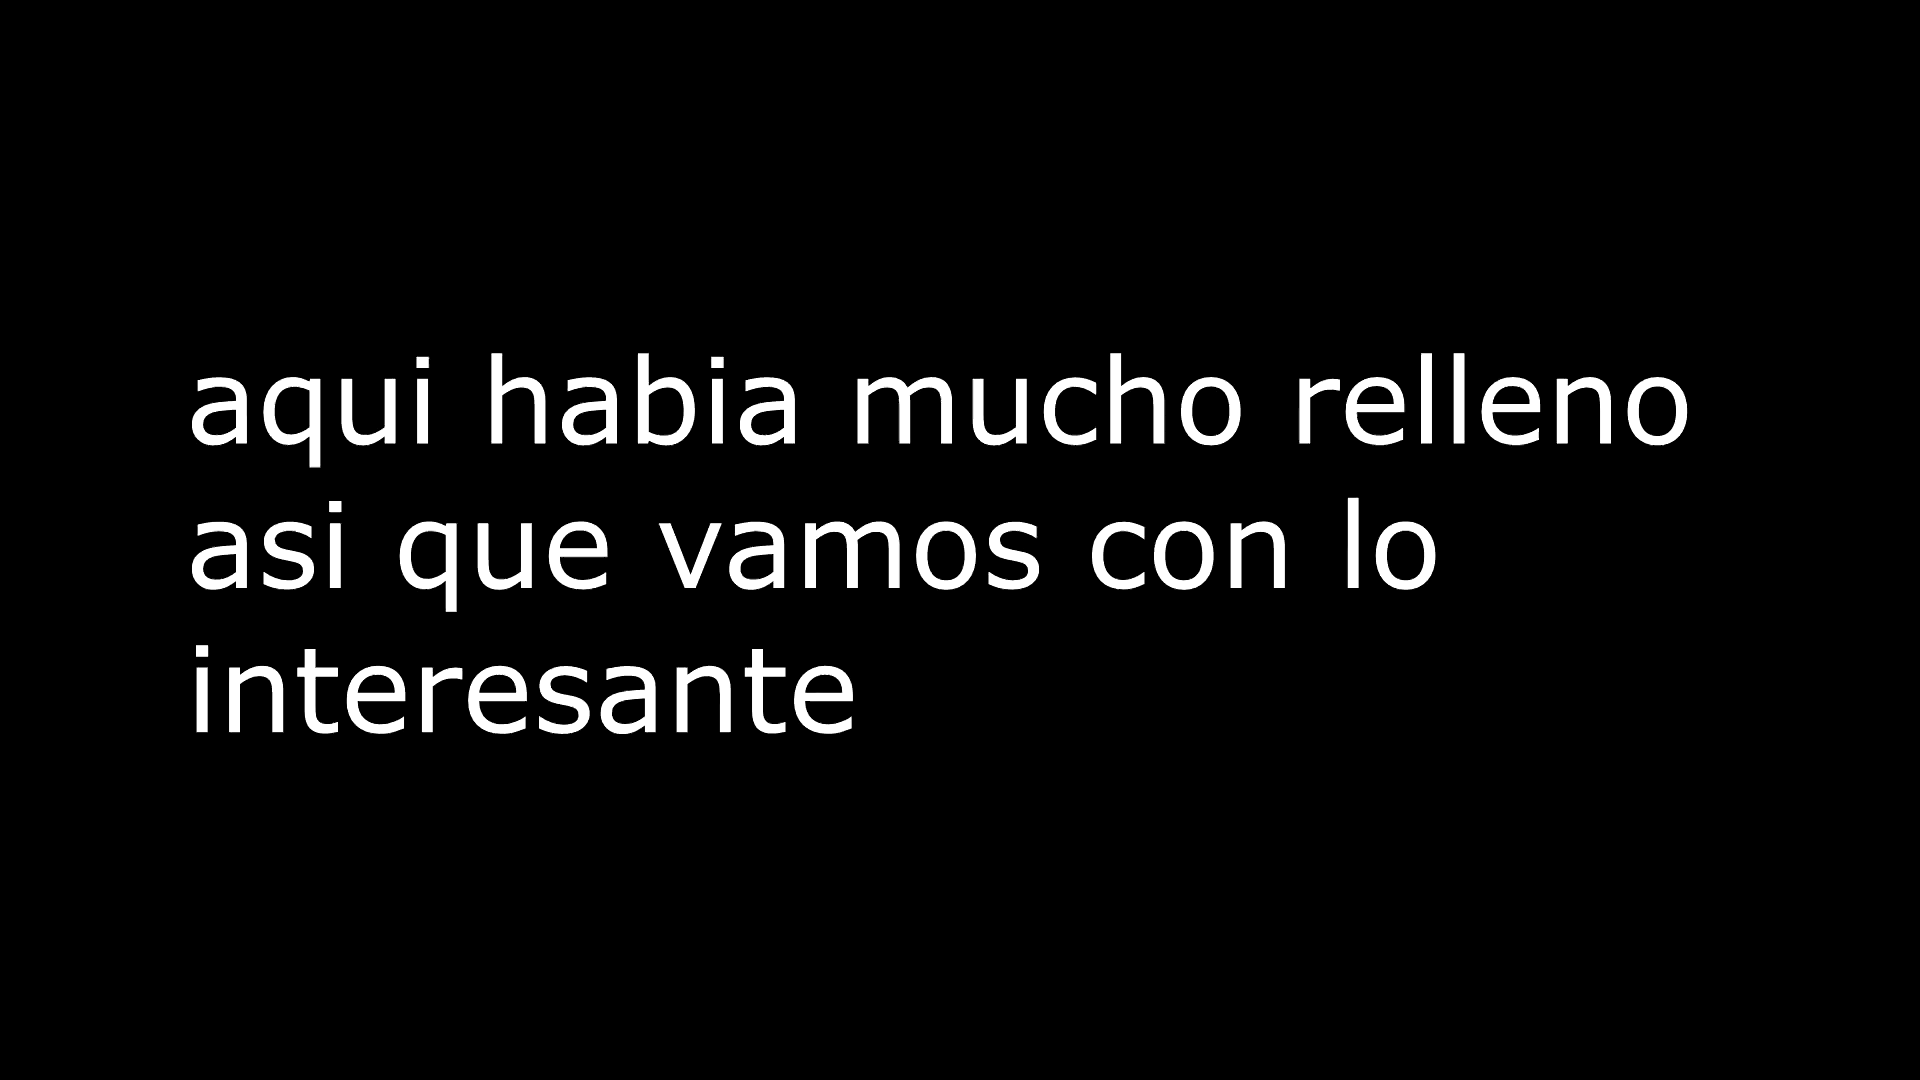 aqui habia mucho relleno
asi que vamos con lo
interesante